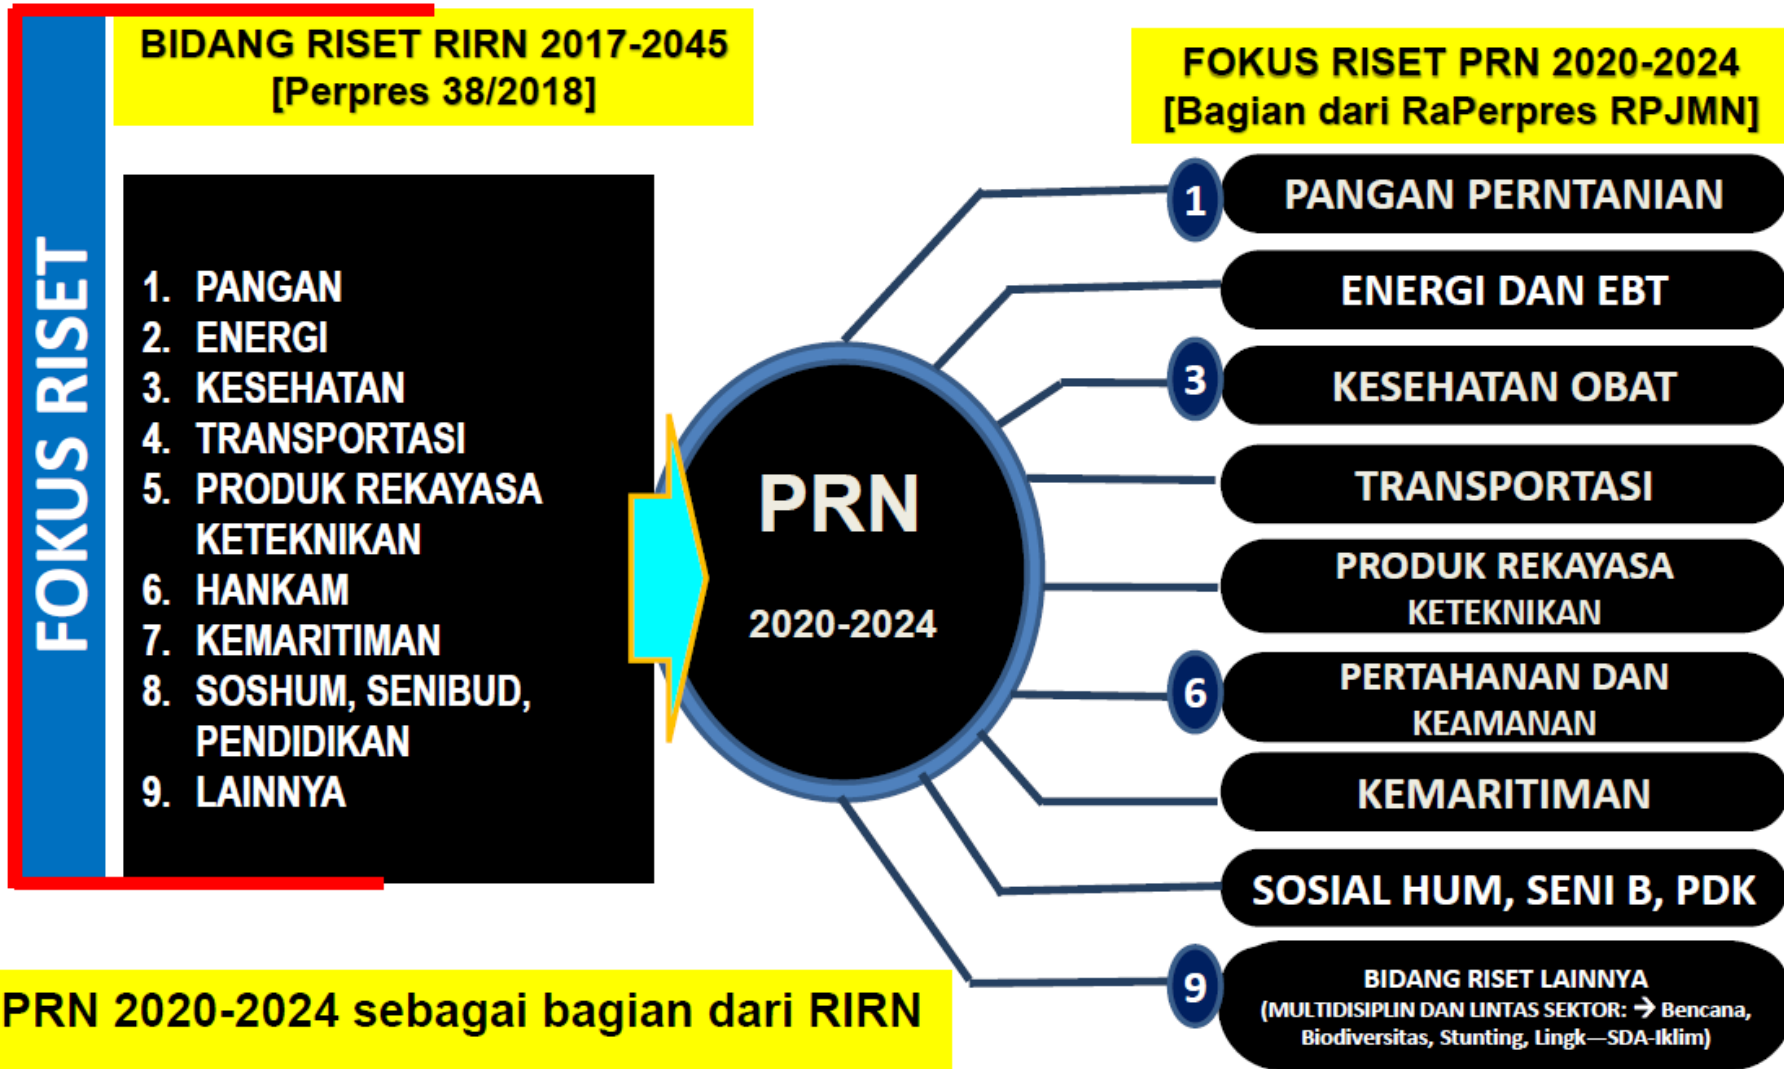 FOKUS RISET
BIDANG RISET RIRN 2017-2045
[Perpres 38/2018]
1. PANGAN
2. ENERGI
3. KESEHATAN
4. TRANSPORTASI
5. PRODUK REKAYASA
KETEKNIKAN
6. HANKAM
7. KEMARITIMAN
8. SOSHUM, SENIBUD,
PENDIDIKAN
9. LAINNYA
PRN
2020-2024
FOKUS RISET PRN 2020-2024
[Bagian dari RaPerpres RPJMN]
1 PANGAN PERNTANIAN
ENERGI DAN EBT
3 KESEHATAN OBAT
TRANSPORTASI
PRODUK REKAYASA
KETEKNIKAN
6 PERTAHANAN DAN
KEAMANAN
KEMARITIMAN
SOSIAL HUM, SENI B, PDK
9 BIDANG RISET LAINNYA
(MULTIDISIPLIN DAN LINTAS SEKTOR: → Bencana,
Biodiversitas, Stunting, Lingk—SDA-Iklim)
PRN 2020-2024 sebagai bagian dari RIRN